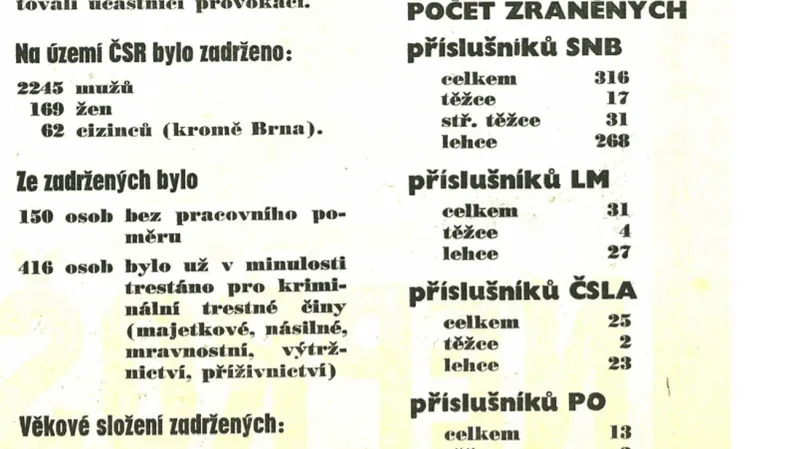 tovali účastníci provokací.
Na území ČSR bylo zadrženo:
2245 mužů
169 žen
62 cizinců (kromě Brna).
Ze zadržených bylo
150 osob bez pracovního po-
měru
416 osob bylo už v minulosti
trestáno pro krimi-
nální trestné činy
(majetkové, násilné,
mravnostní, výtrž-
nictví, příživnictví)
Věkové složení zadržených:
POČET ZRANĚNÝCH
příslušníků SNB
celkem 316
těžce 17
stř. těžce 31
lehce 268
příslušníků LM
celkem 31
těžce 4
lehce 27
příslušníků ČSLA
celkem 25
těžce 2
lehce 23
příslušníků PO
celkem 13